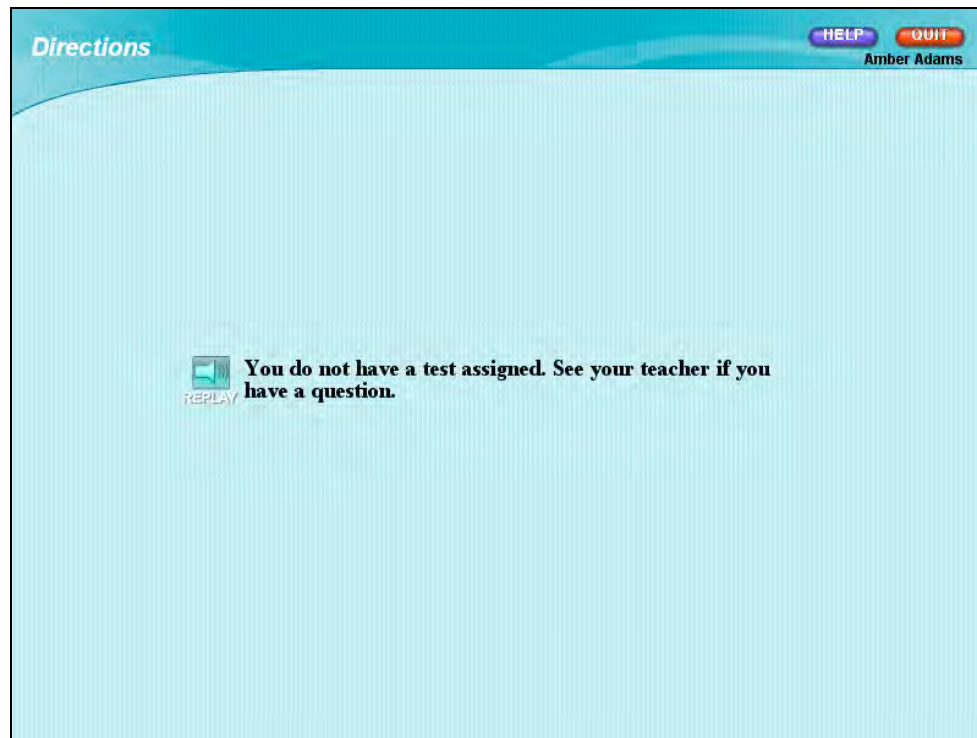 Directions
HELP QUIT
Amber Adams
You do not have a test assigned. See your teacher if you
REPLAY have a question.